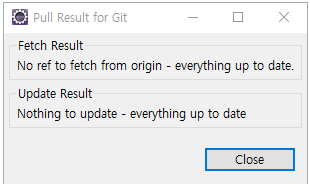 Pull Result for Git
Fetch Result
No ref to fetch from origin - everything up to date.
Update Result
Nothing to update - everything up to date
Close